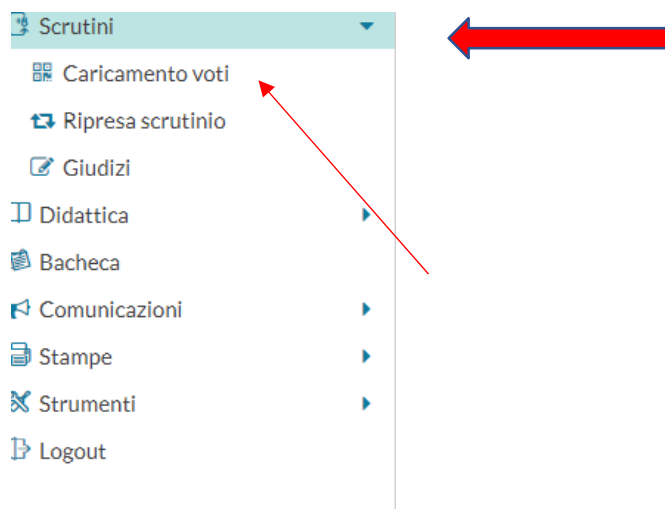 Scrutini
Caricamento voti
Ripresa scrutinio
Giudizi
Didattica
Bacheca
Comunicazioni
Stampe
Strumenti
Logout